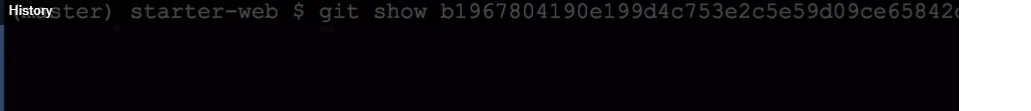 History
ster) starter-web $ git show b1967804190e199d4c753e2c5e59d09ce65842